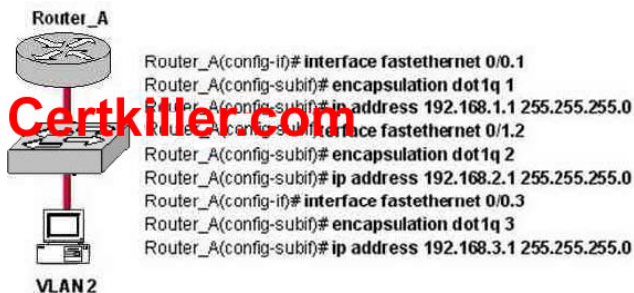 Router_A
Router_A(config-if)# interface fastethernet 0/0.1
Router_A(config-subif)# encapsulation dot1q 1
Router_A(config-subif)# ip address 192.168.1.1 255.255.255.0
Certkiller.com
Router_A(config-subif)# interface fastethernet 0/1.2
Router_A(config-subif)# encapsulation dot1q 2
Router_A(config-subif)# ip address 192.168.2.1 255.255.255.0
Router_A(config-if)# interface fastethernet 0/0.3
Router_A(config-subif)# encapsulation dot1q 3
Router_A(config-subif)# ip address 192.168.3.1 255.255.255.0
VLAN 2